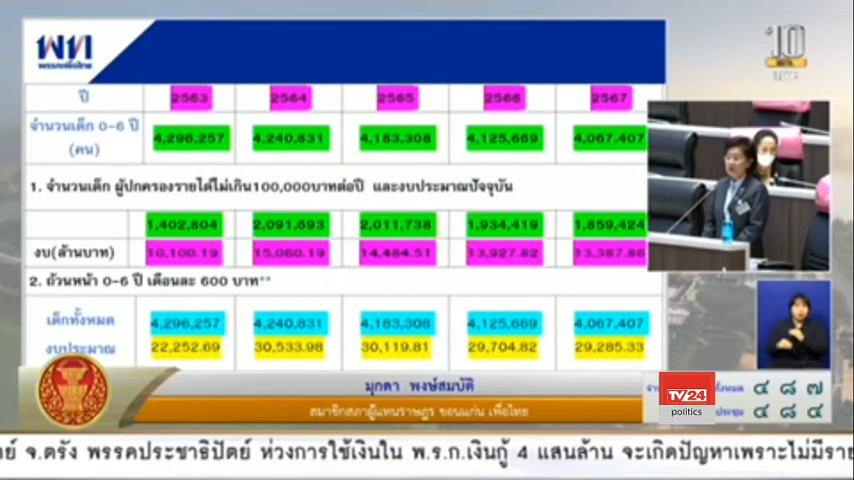 พท
พรรคเพื่อไทย
10
ปี 2563 2564 2565 2566 2567
จำนวนเด็ก 0-6 ปี (คน) 4,296,257 4,240,831 4,183,308 4,125,669 4,067,407
1. จำนวนเด็ก ผู้ปกครองรายได้ไม่เกิน100,000บาทต่อปี และงบประมาณปัจจุบัน
1,402,804 2,091,693 2,011,738 1,934,419 1,859,424
งบ(ล้านบาท) 10,100.19 15,060.19 14,484.51 13,927.82 13,387.86
2. ถ้วนหน้า 0-6 ปี เดือนละ 600 บาท**
เด็กทั้งหมด 4,296,257 4,240,831 4,183,308 4,125,669 4,067,407
งบประมาณ 22,252.69 30,533.98 30,119.81 29,704.82 29,285.33
มุกดา พงษ์สมบัติ
สมาชิกสภาผู้แทนราษฎร ขอนแก่น เพื่อไทย
TV24
politics
ทั้งหมด ๔๘๗
ประชุม ๔๘๔
ย์ จ.ตรัง พรรคประชาธิปัตย์ ห่วงการใช้เงินใน พ.ร.ก.เงินกู้ 4 แสนล้าน จะเกิดปัญหาเพราะไม่มีราย